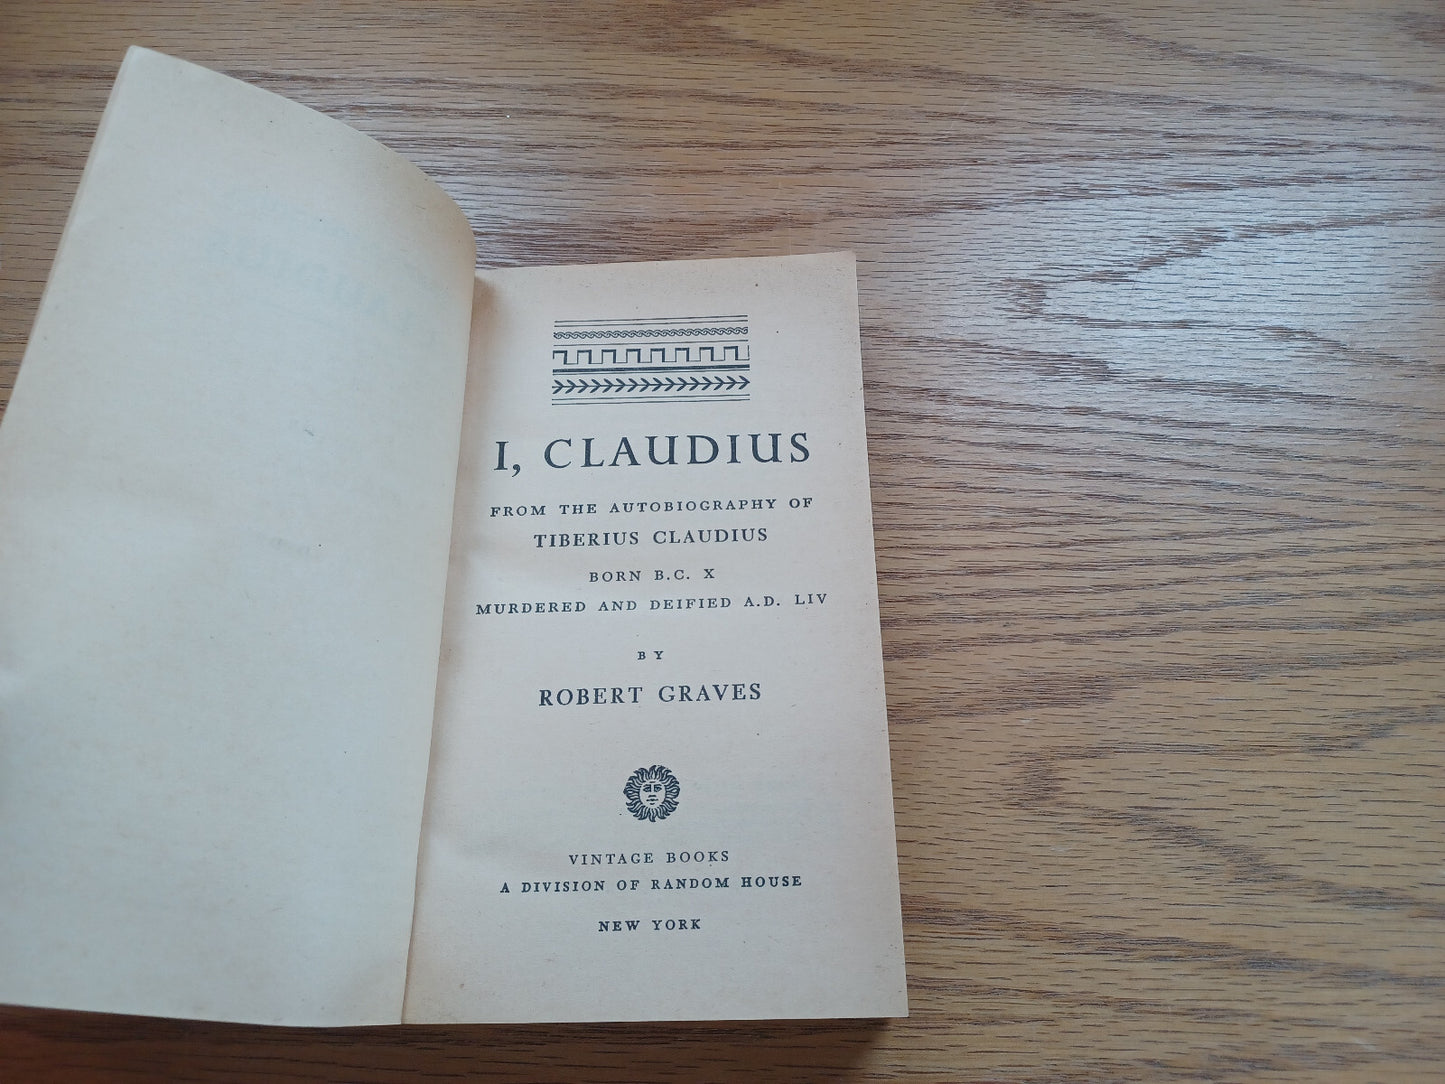 I, CLAUDIUS
FROM THE AUTOBIOGRAPHY OF
TIBERIUS CLAUDIUS
BORN B.C. X
MURDERED AND DEIFIED A.D. LIV
BY
ROBERT GRAVES
VINTAGE BOOKS
A DIVISION OF RANDOM HOUSE
NEW YORK